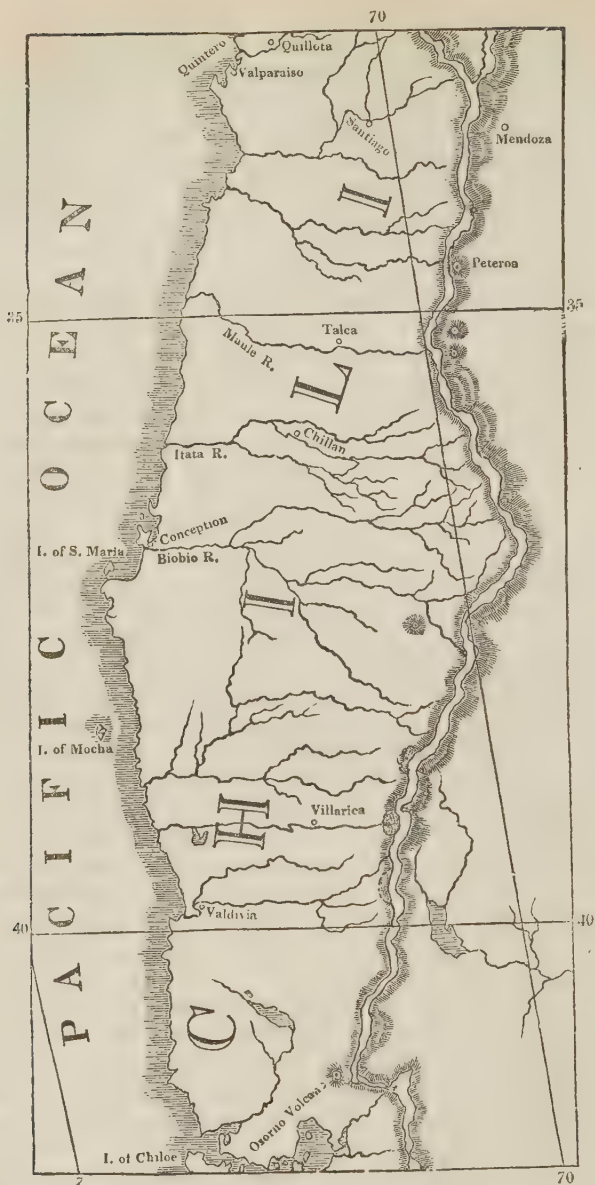 70
Quintero
Quillota
Valparaiso
Santiago
Mendoza
Peteroa
35
35
Maule R.
Talca
Chillan
Itata R.
Conception
I. of S. Maria
Biobio R.
I. of Mocha
Villarica
Valdivia
40
40
Osorno Volcano
I. of Chiloe
7
70
PACIFIC OCEAN
CHILI